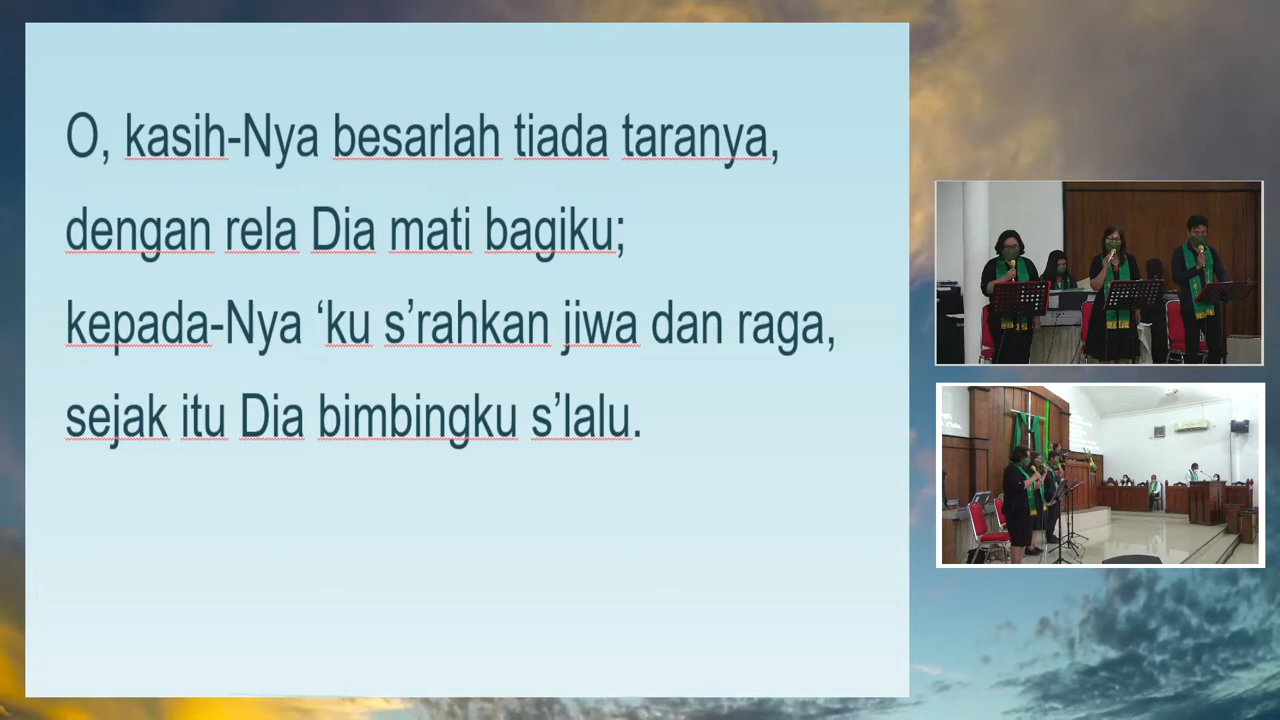 O, kasih-Nya besarlah tiada taranya,
dengan rela Dia mati bagiku;
kepada-Nya ‘ku s’rahkan jiwa dan raga,
sejak itu Dia bimbingku s’lalu.